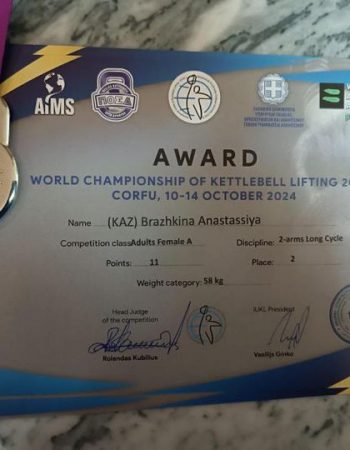 AIMS
AWARD
WORLD CHAMPIONSHIP OF KETTLEBELL LIFTING 20
CORFU, 10-14 OCTOBER 2024
Name (KAZ) Brazhkina Anastassiya
Competition class: Adults Female A Discipline: 2-arms Long Cycle
Points: 11 Place: 2
Weight category: 58 kg
Head Judge of the competition IUKL President
Rolandas Kubilius Vasilijs Giņko